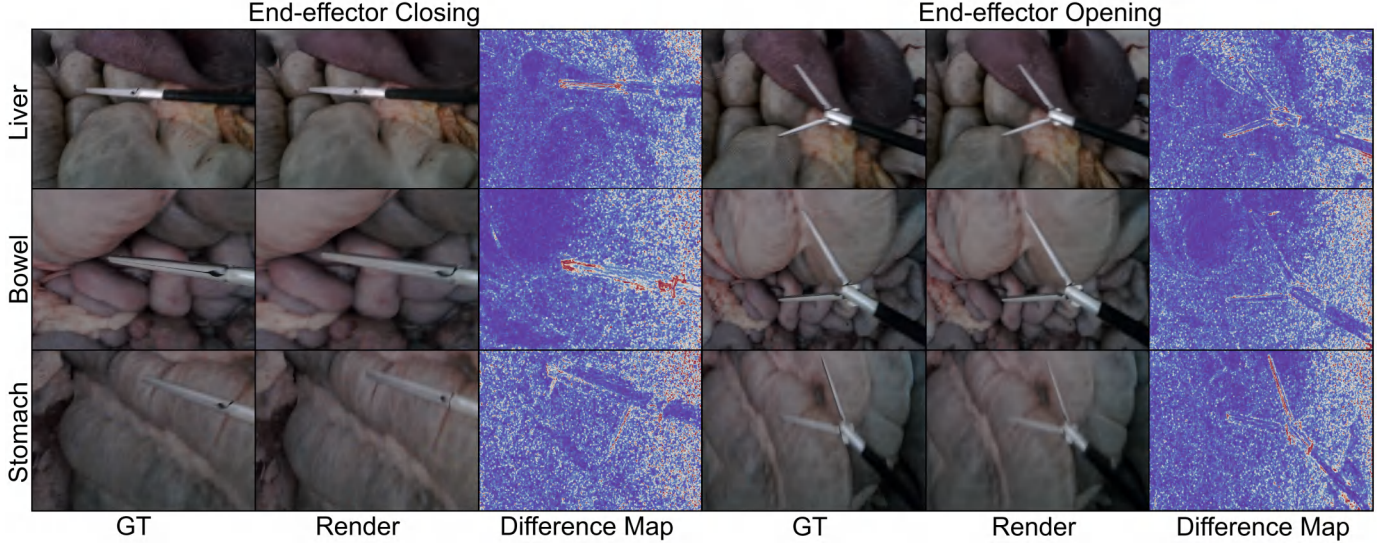 End-effector Closing
End-effector Opening
Liver
Bowel
Stomach
GT
Render
Difference Map
GT
Render
Difference Map